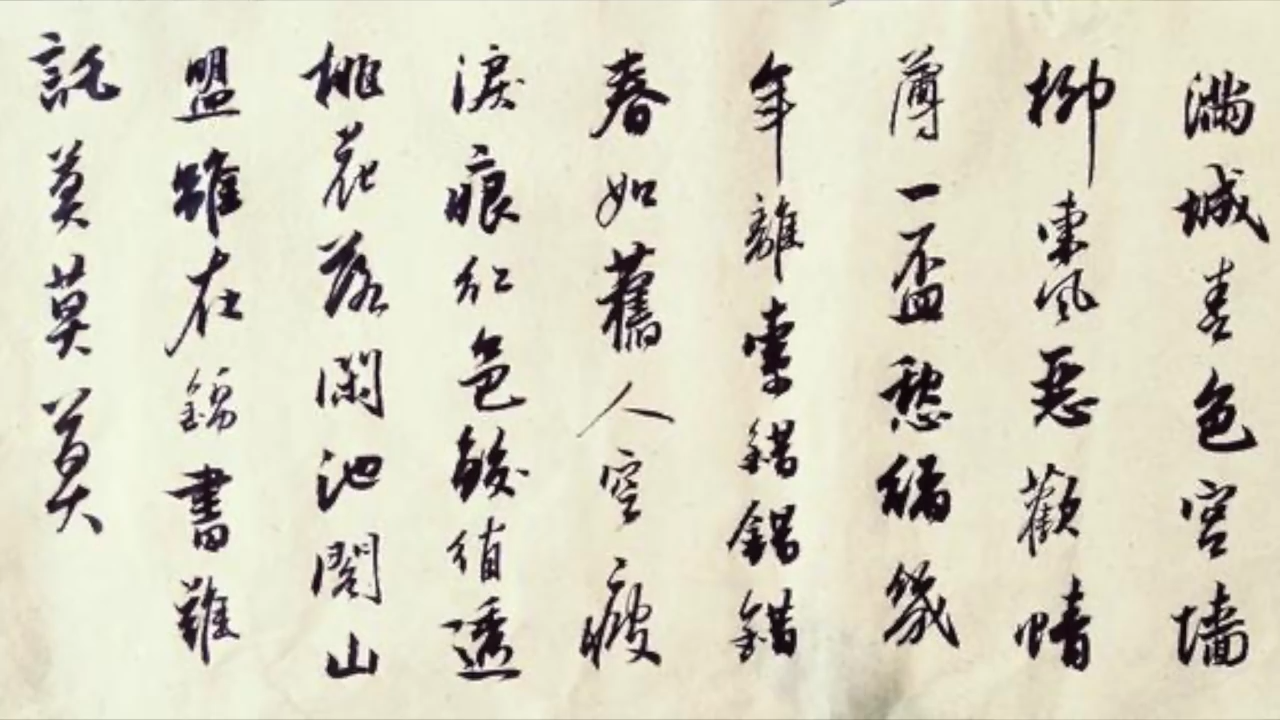 滿城春色宮墻
柳東風惡歡情
薄一盃愁緒幾
年離索錯錯錯
春如舊人空瘦
淚痕紅色鮫綃透
桃花落閑池閣山
盟雖在錦書難
託莫莫莫